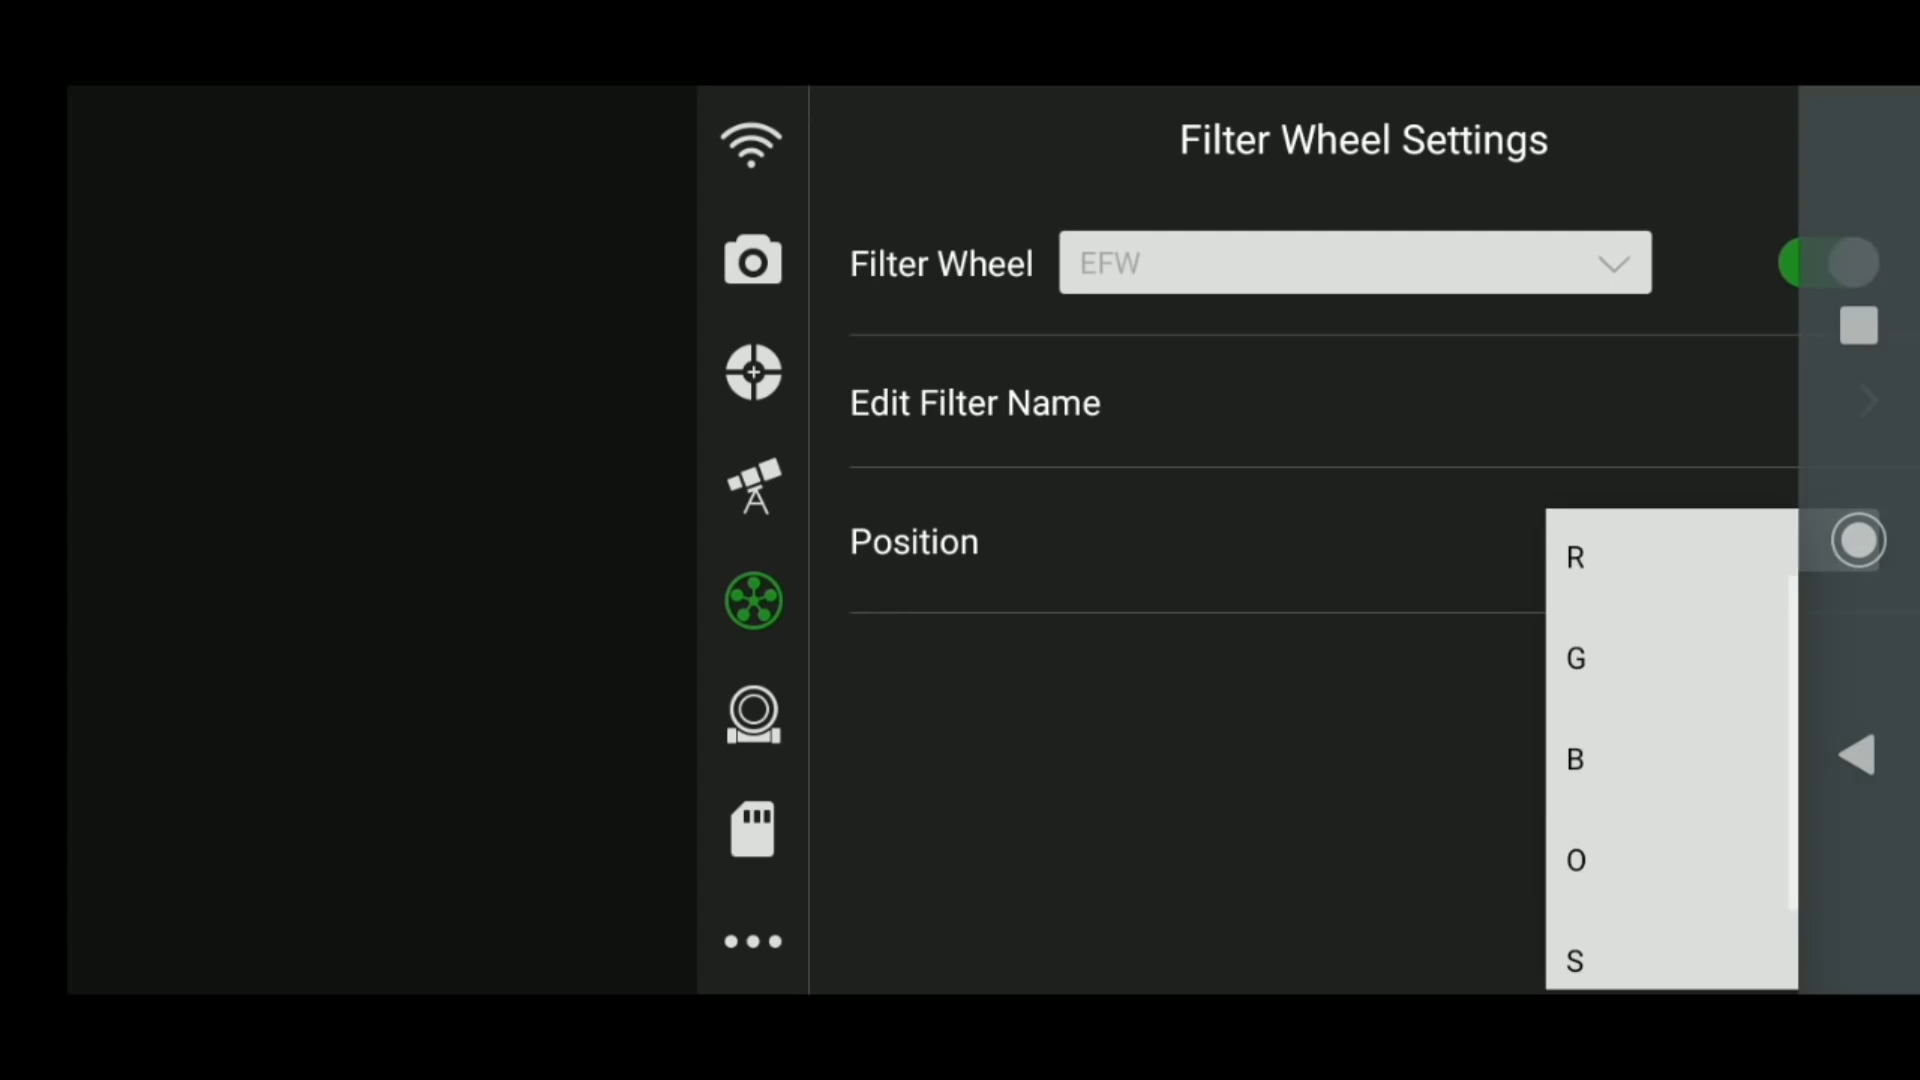 Filter Wheel Settings
Filter Wheel
EFW
Edit Filter Name
Position
R
G
B
O
S